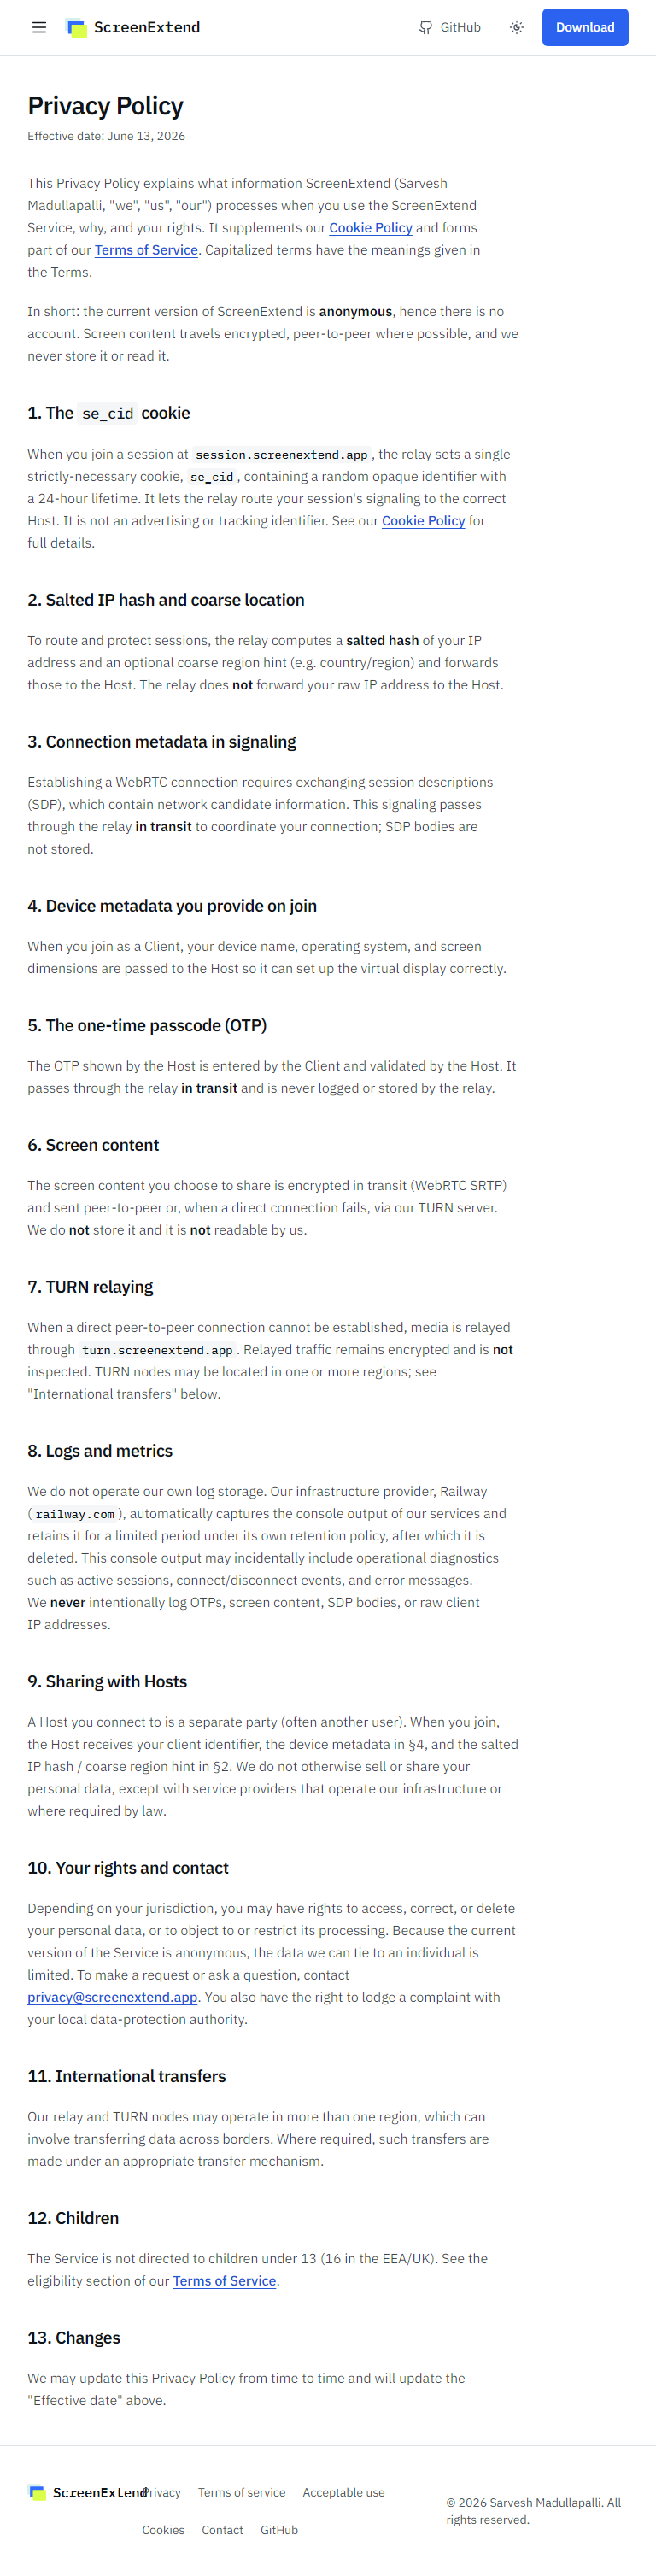 ScreenExtend
GitHub
Download
Privacy Policy
Effective date: June 13, 2026
This Privacy Policy explains what information ScreenExtend (Sarvesh
Madullapalli, "we", "us", "our") processes when you use the ScreenExtend
Service, why, and your rights. It supplements our Cookie Policy and forms
part of our Terms of Service. Capitalized terms have the meanings given in
the Terms.
In short: the current version of ScreenExtend is anonymous, hence there is no
account. Screen content travels encrypted, peer-to-peer where possible, and we
never store it or read it.
1. The se_cid cookie
When you join a session at session.screenextend.app, the relay sets a single
strictly-necessary cookie, se_cid, containing a random opaque identifier with
a 24-hour lifetime. It lets the relay route your session's signaling to the correct
Host. It is not an advertising or tracking identifier. See our Cookie Policy for
full details.
2. Salted IP hash and coarse location
To route and protect sessions, the relay computes a salted hash of your IP
address and an optional coarse region hint (e.g. country/region) and forwards
those to the Host. The relay does not forward your raw IP address to the Host.
3. Connection metadata in signaling
Establishing a WebRTC connection requires exchanging session descriptions
(SDP), which contain network candidate information. This signaling passes
through the relay in transit to coordinate your connection; SDP bodies are
not stored.
4. Device metadata you provide on join
When you join as a Client, your device name, operating system, and screen
dimensions are passed to the Host so it can set up the virtual display correctly.
5. The one-time passcode (OTP)
The OTP shown by the Host is entered by the Client and validated by the Host. It
passes through the relay in transit and is never logged or stored by the relay.
6. Screen content
The screen content you choose to share is encrypted in transit (WebRTC SRTP)
and sent peer-to-peer or, when a direct connection fails, via our TURN server.
We do not store it and it is not readable by us.
7. TURN relaying
When a direct peer-to-peer connection cannot be established, media is relayed
through turn.screenextend.app. Relayed traffic remains encrypted and is not
inspected. TURN nodes may be located in one or more regions; see
"International transfers" below.
8. Logs and metrics
We do not operate our own log storage. Our infrastructure provider, Railway
(railway.com), automatically captures the console output of our services and
retains it for a limited period under its own retention policy, after which it is
deleted. This console output may incidentally include operational diagnostics
such as active sessions, connect/disconnect events, and error messages.
We never intentionally log OTPs, screen content, SDP bodies, or raw client
IP addresses.
9. Sharing with Hosts
A Host you connect to is a separate party (often another user). When you join,
the Host receives your client identifier, the device metadata in §4, and the salted
IP hash / coarse region hint in §2. We do not otherwise sell or share your
personal data, except with service providers that operate our infrastructure or
where required by law.
10. Your rights and contact
Depending on your jurisdiction, you may have rights to access, correct, or delete
your personal data, or to object to or restrict its processing. Because the current
version of the Service is anonymous, the data we can tie to an individual is
limited. To make a request or ask a question, contact
privacy@screenextend.app. You also have the right to lodge a complaint with
your local data-protection authority.
11. International transfers
Our relay and TURN nodes may operate in more than one region, which can
involve transferring data across borders. Where required, such transfers are
made under an appropriate transfer mechanism.
12. Children
The Service is not directed to children under 13 (16 in the EEA/UK). See the
eligibility section of our Terms of Service.
13. Changes
We may update this Privacy Policy from time to time and will update the
"Effective date" above.
ScreenExtend
Privacy
Terms of service
Acceptable use
Cookies
Contact
GitHub
© 2026 Sarvesh Madullapalli. All
rights reserved.